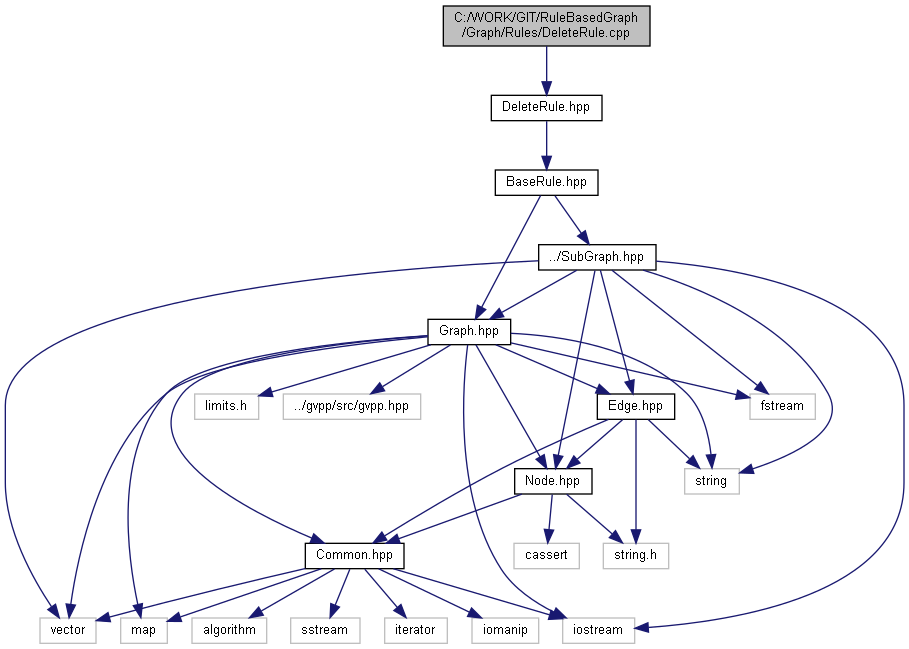 C:/WORK/GIT/RuleBasedGraph
/Graph/Rules/DeleteRule.cpp
DeleteRule.hpp
BaseRule.hpp
../SubGraph.hpp
Graph.hpp
limits.h
../gvpp/src/gvpp.hpp
Edge.hpp
fstream
Node.hpp
string
Common.hpp
cassert
string.h
vector
map
algorithm
sstream
iterator
iomanip
iostream